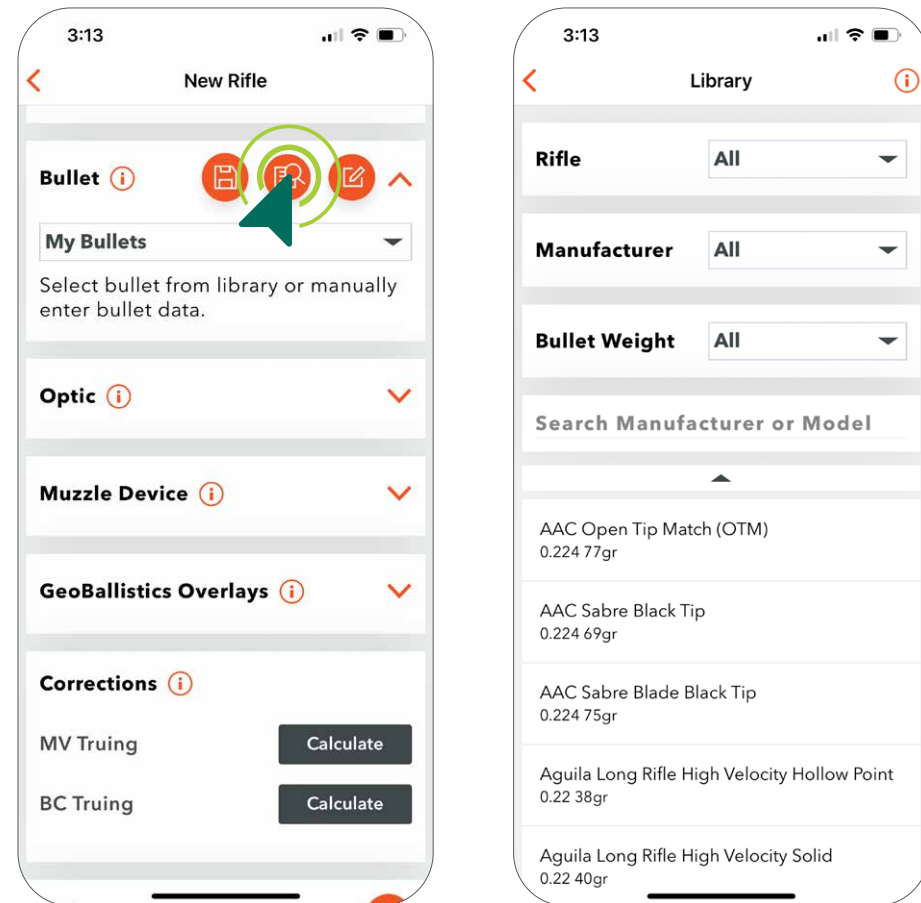 3:13
New Rifle
Bullet i
My Bullets
Select bullet from library or manually
enter bullet data.
Optic i
Muzzle Device i
GeoBallistics Overlays i
Corrections i
MV Truing Calculate
BC Truing Calculate
3:13
Library i
Rifle All
Manufacturer All
Bullet Weight All
Search Manufacturer or Model
AAC Open Tip Match (OTM)
0.224 77gr
AAC Sabre Black Tip
0.224 69gr
AAC Sabre Blade Black Tip
0.224 75gr
Aguila Long Rifle High Velocity Hollow Point
0.22 38gr
Aguila Long Rifle High Velocity Solid
0.22 40gr